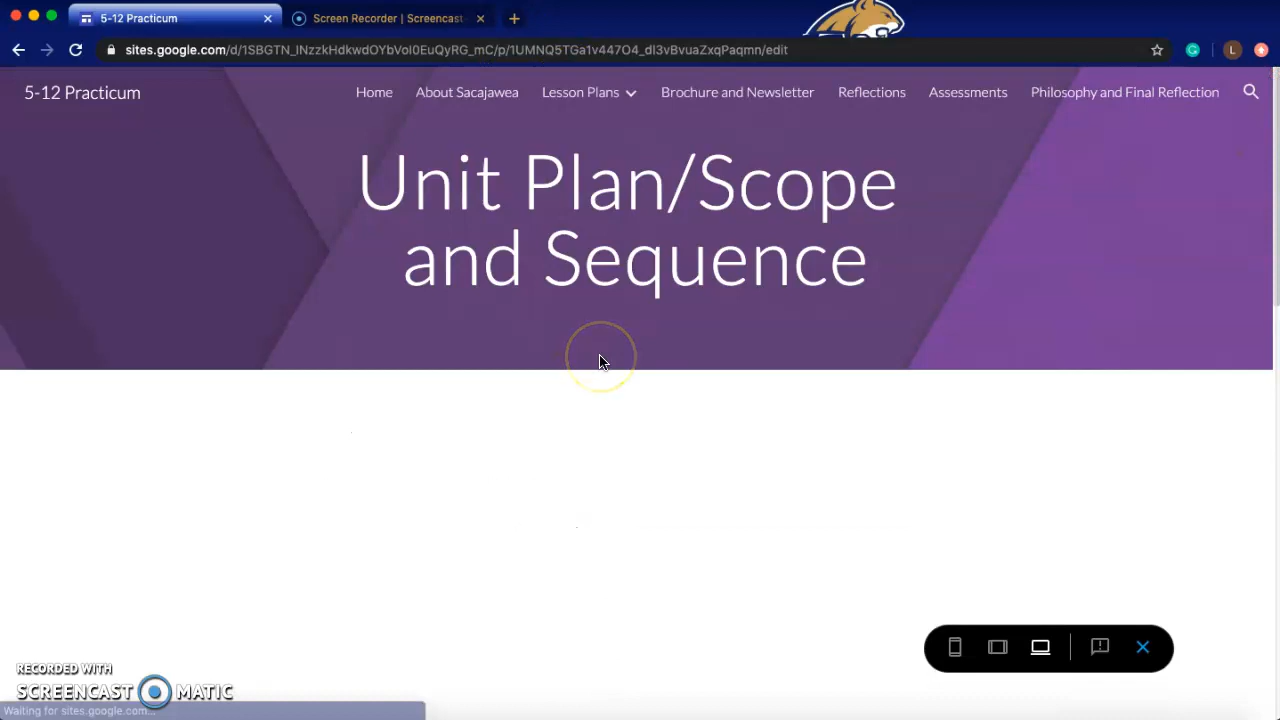 5-12 Practicum
Screen Recorder | Screencast-
sites.google.com/d/1SBGTN_INzzkHdkwdOYbVoI0EuQyRG_mC/p/1UMNQ5TGa1v447O4_dI3vBvuaZxqPaqmn/edit
L
5-12 Practicum
Home
About Sacajawea
Lesson Plans
Brochure and Newsletter
Reflections
Assessments
Philosophy and Final Reflection
Unit Plan/Scope
and Sequence
RECORDED WITH
SCREENCAST MATIC
Waiting for sites.google.com...